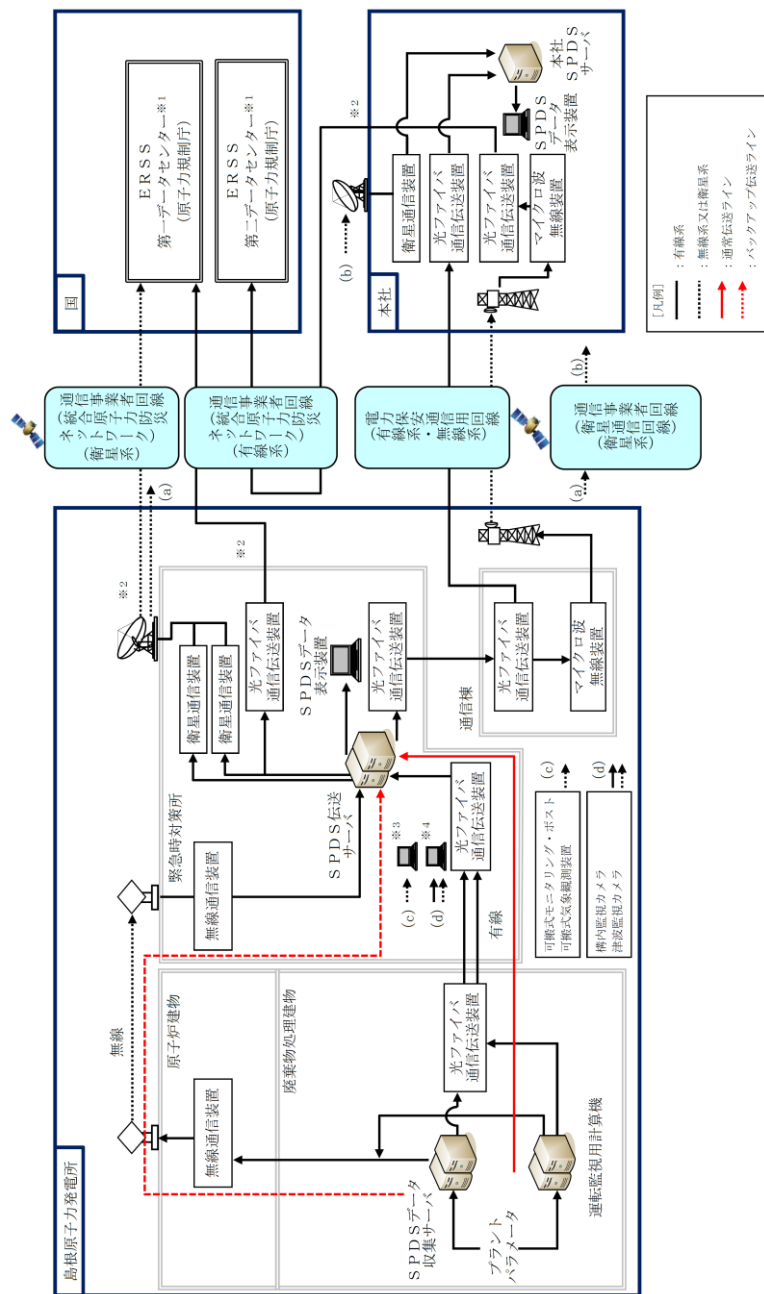 島根原子力発電所
原子炉建物
廃棄物処理建物
無線
無線通信装置
SPDSデータ
収集サーバ
プラント
パラメータ
運転監視用計算機
光ファイバ
通信伝送装置
緊急時対策所
無線通信装置
SPDS伝送
サーバ
有線
光ファイバ
通信伝送装置
(c)
※3
(d)
※4
衛星通信装置
衛星通信装置
光ファイバ
通信伝送装置
SPDSデータ
表示装置
光ファイバ
通信伝送装置
※2
※2
(a)
通信棟
光ファイバ
通信伝送装置
マイクロ波
無線装置
可搬式モニタリング・ポスト
可搬式気象観測装置
(c)
構内監視カメラ
津波監視カメラ
(d)
通信事業者回線
(統合原子力防災
ネットワーク)
(衛星系)
通信事業者回線
(統合原子力防災
ネットワーク)
(有線系)
電力保安通信用回線
(有線系・無線系)
(a)
通信事業者回線
(衛星通信回線)
(衛星系)
(b)
国
ERSS
第一データセンター※1
(原子力規制庁)
ERSS
第二データセンター※1
(原子力規制庁)
本社
(b)
※2
衛星通信装置
光ファイバ
通信伝送装置
光ファイバ
通信伝送装置
マイクロ波
無線装置
本社
SPDS
サーバ
SPDS
データ
表示装置
[凡例]
:有線系
:無線系又は衛星系
:通常伝送ライン
:バックアップ伝送ライン